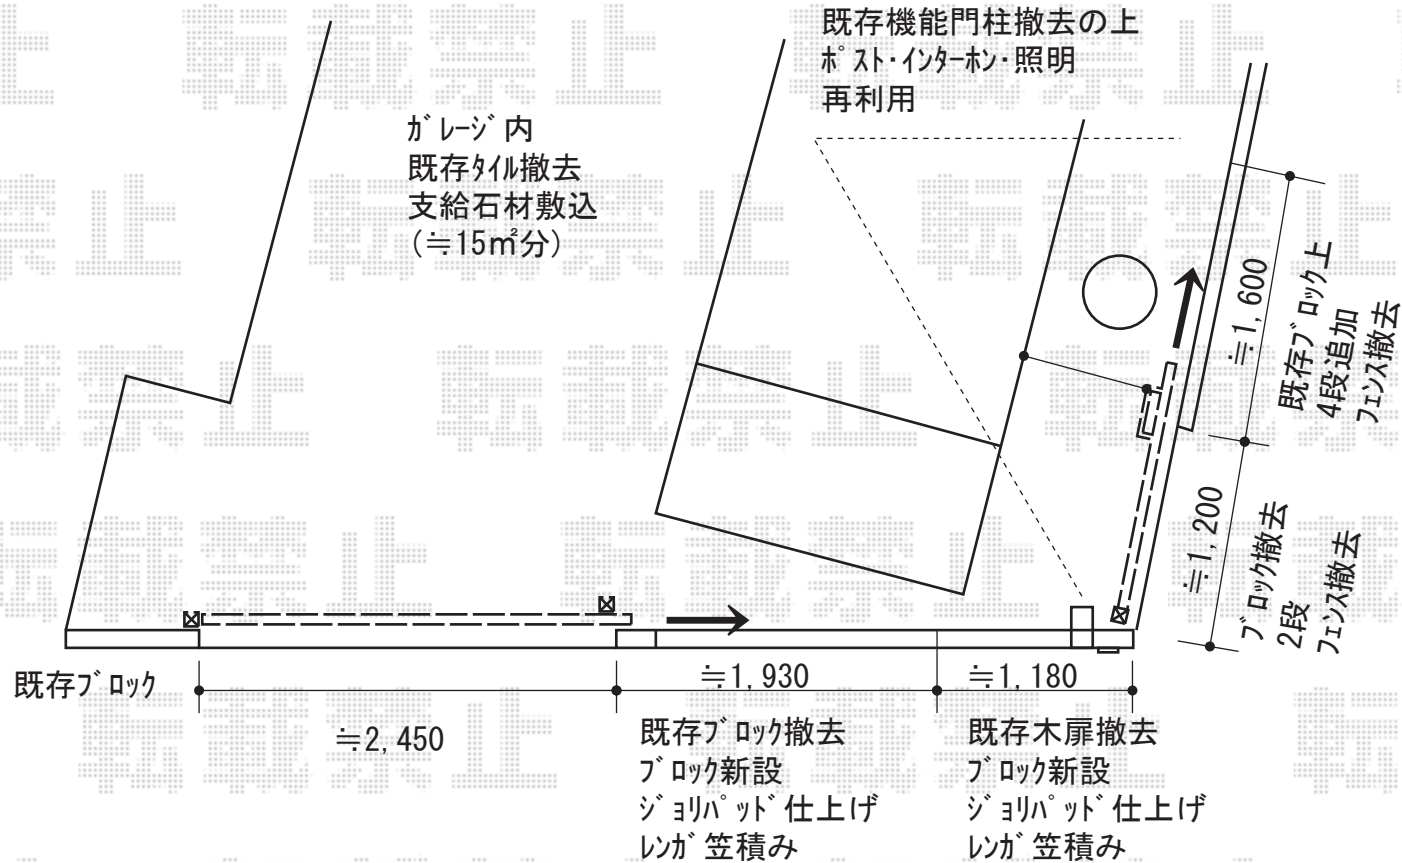 既存機能門柱撤去の上
ﾎﾟｽﾄ･ｲﾝﾀｰﾎﾝ･照明
再利用
ｶﾞﾚｰｼﾞ内
既存ﾀｲﾙ撤去
支給石材敷込
(≒15㎡分)
≒1,600
既存ﾌﾞﾛｯｸ上
4段追加
ﾌｪﾝｽ撤去
≒1,200
ﾌﾞﾛｯｸ撤去
2段
ﾌｪﾝｽ撤去
既存ﾌﾞﾛｯｸ
≒2,450
≒1,930
≒1,180
既存ﾌﾞﾛｯｸ撤去
ﾌﾞﾛｯｸ新設
ｼﾞｮﾘﾊﾟｯﾄﾞ仕上げ
ﾚﾝｶﾞ笠積み
既存木扉撤去
ﾌﾞﾛｯｸ新設
ｼﾞｮﾘﾊﾟｯﾄﾞ仕上げ
ﾚﾝｶﾞ笠積み
転載禁止